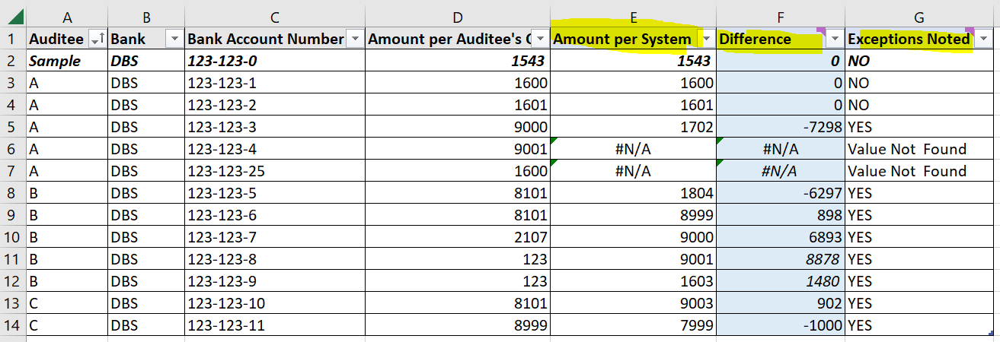 A B C D E F G
1 Auditee Bank Bank Account Number Amount per Auditee's Amount per System Difference Exceptions Noted
2 Sample DBS 123-123-0 1543 1543 0 NO
3 A DBS 123-123-1 1600 1600 0 NO
4 A DBS 123-123-2 1601 1601 0 NO
5 A DBS 123-123-3 9000 1702 -7298 YES
6 A DBS 123-123-4 9001 #N/A #N/A Value Not Found
7 A DBS 123-123-25 1600 #N/A #N/A Value Not Found
8 B DBS 123-123-5 8101 1804 -6297 YES
9 B DBS 123-123-6 8101 8999 898 YES
10 B DBS 123-123-7 2107 9000 6893 YES
11 B DBS 123-123-8 123 9001 8878 YES
12 B DBS 123-123-9 123 1603 1480 YES
13 C DBS 123-123-10 8101 9003 902 YES
14 C DBS 123-123-11 8999 7999 -1000 YES